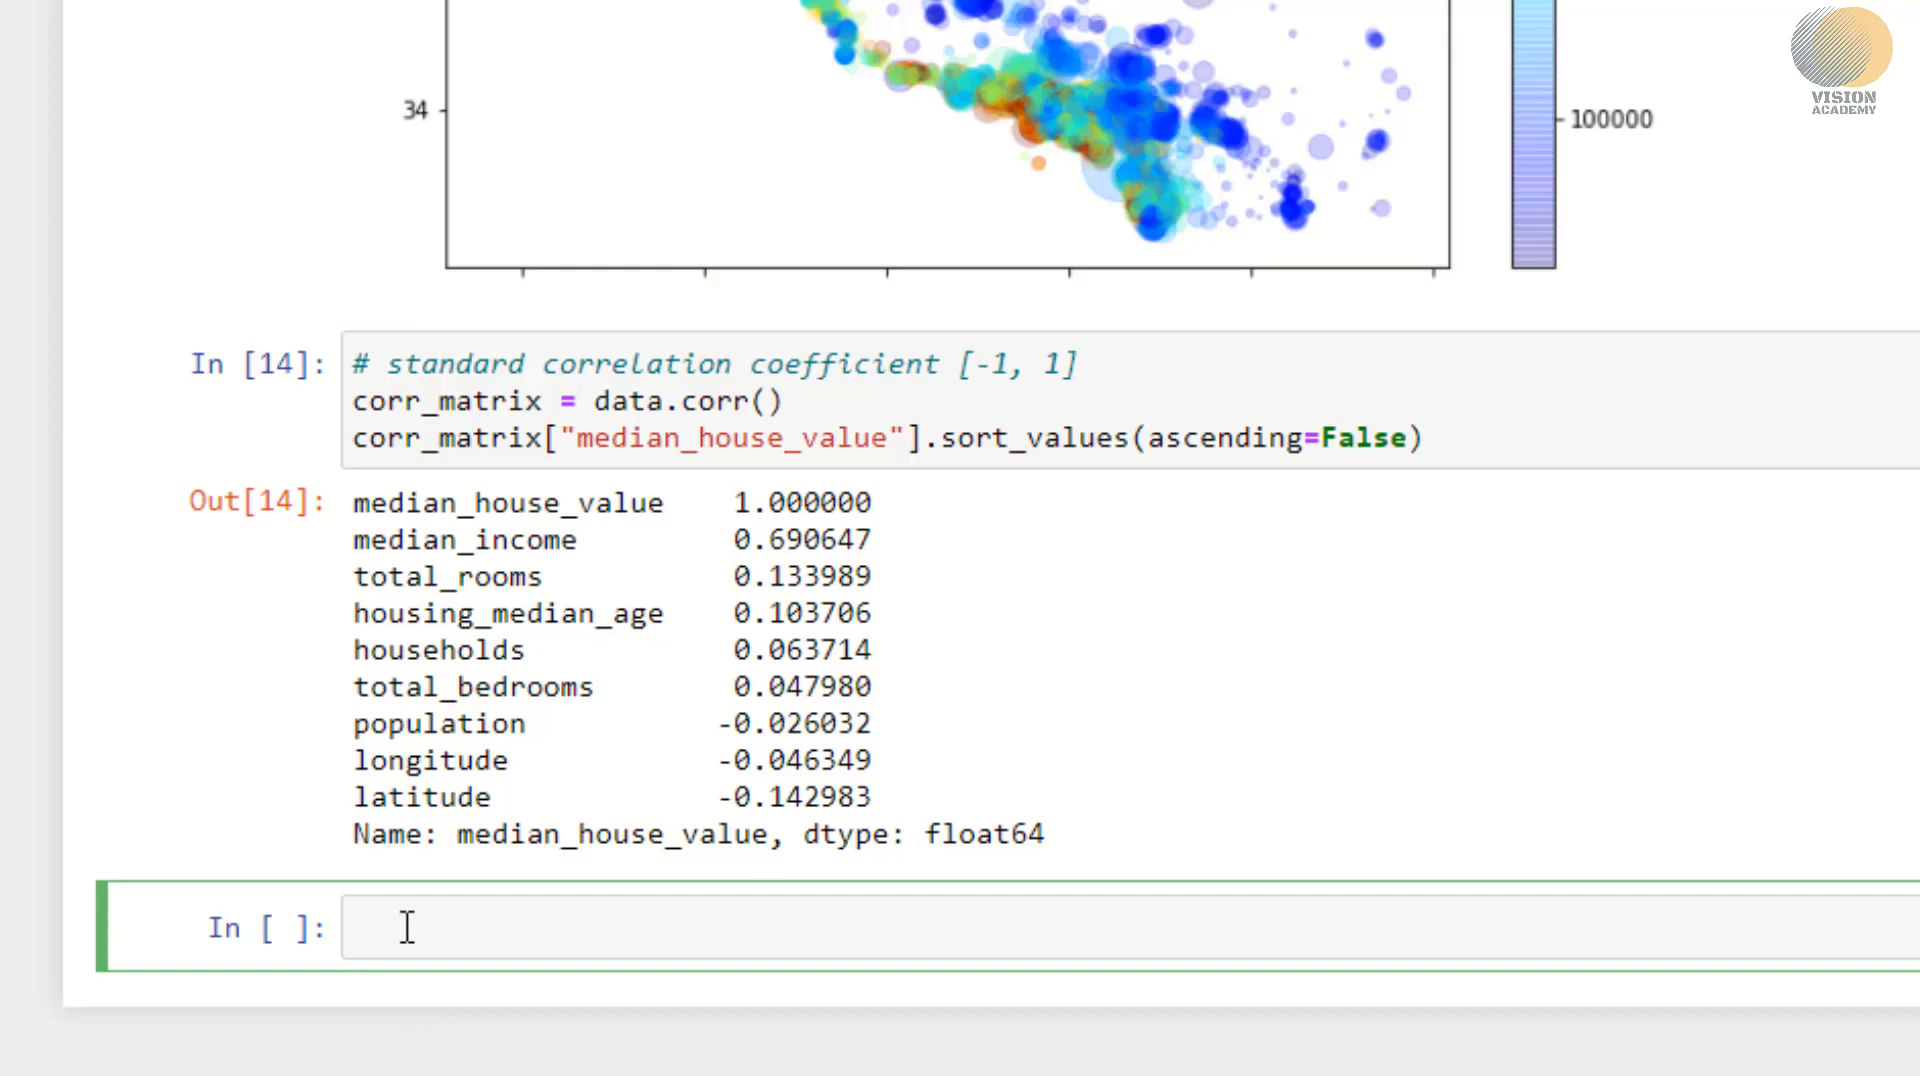 VISION
ACADEMY
34
100000
In [14]:
# standard correlation coefficient [-1, 1]
corr_matrix = data.corr()
corr_matrix["median_house_value"].sort_values(ascending=False)
Out[14]:
median_house_value 1.000000
median_income 0.690647
total_rooms 0.133989
housing_median_age 0.103706
households 0.063714
total_bedrooms 0.047980
population -0.026032
longitude -0.046349
latitude -0.142983
Name: median_house_value, dtype: float64
In [ ]: